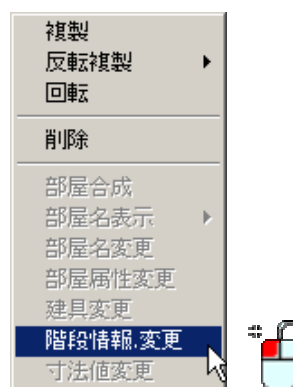 複製
反転複製
回転
削除
部屋合成
部屋名表示
部屋名変更
部屋属性変更
建具変更
階段情報.変更
寸法値変更